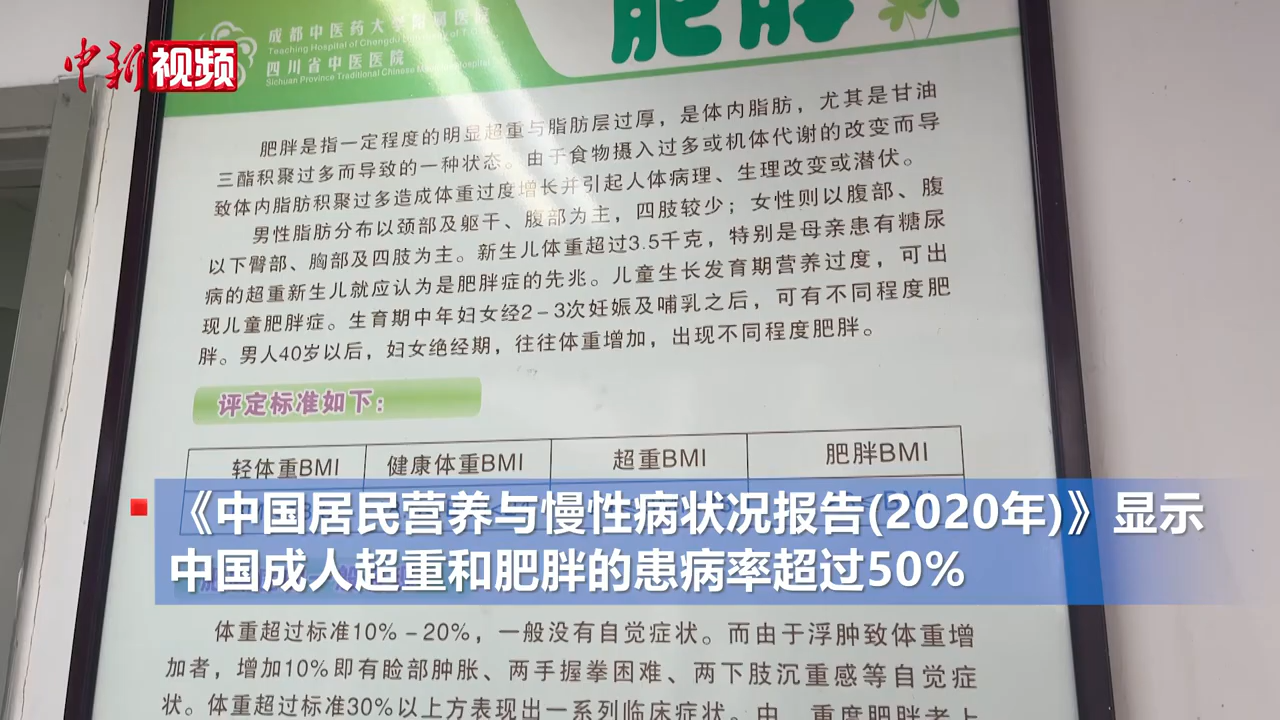 中新视频
肥胖
成都中医药大学附属医院
Teaching Hospital of Chengdu University of T.C.M
四川省中医医院
Sichuan Province Traditional Chinese Medicine Hospital
肥胖是指一定程度的明显超重与脂肪层过厚，是体内脂肪，尤其是甘油
三酯积聚过多而导致的一种状态。由于食物摄入过多或机体代谢的改变而导
致体内脂肪积聚过多造成体重过度增长并引起人体病理、生理改变或潜伏。
男性脂肪分布以颈部及躯干、腹部为主，四肢较少；女性则以腹部、腹
以下臀部、胸部及四肢为主。新生儿体重超过3.5千克，特别是母亲患有糖尿
病的超重新生儿就应认为是肥胖症的先兆。儿童生长发育期营养过度，可出
现儿童肥胖症。生育期中年妇女经2-3次妊娠及哺乳之后，可有不同程度肥
胖。男人40岁以后，妇女绝经期，往往体重增加，出现不同程度肥胖。
评定标准如下：
轻体重BMI 健康体重BMI 超重BMI 肥胖BMI
《中国居民营养与慢性病状况报告(2020年)》显示
中国成人超重和肥胖的患病率超过50%
体重超过标准10%-20%，一般没有自觉症状。而由于浮肿致体重增
加者，增加10%即有睑部肿胀、两手握拳困难、两下肢沉重感等自觉症
状。体重超过标准30%以上方表现出一系列临床症状。由 重度肥胖者上